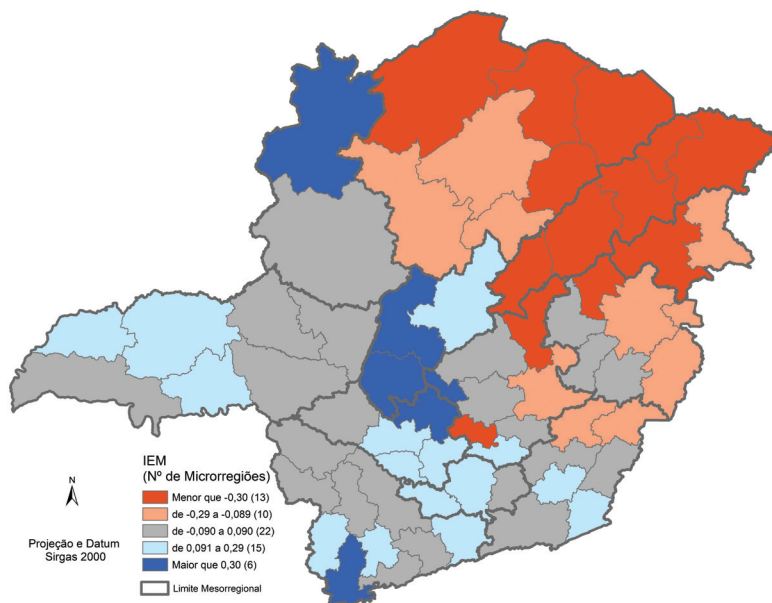 IEM
(Nº de Microrregiões)
Menor que -0,30 (13)
de -0,29 a -0,089 (10)
de -0,090 a 0,090 (22)
de 0,091 a 0,29 (15)
Maior que 0,30 (6)
Limite Mesorregional
N
Projeção e Datum
Sirgas 2000